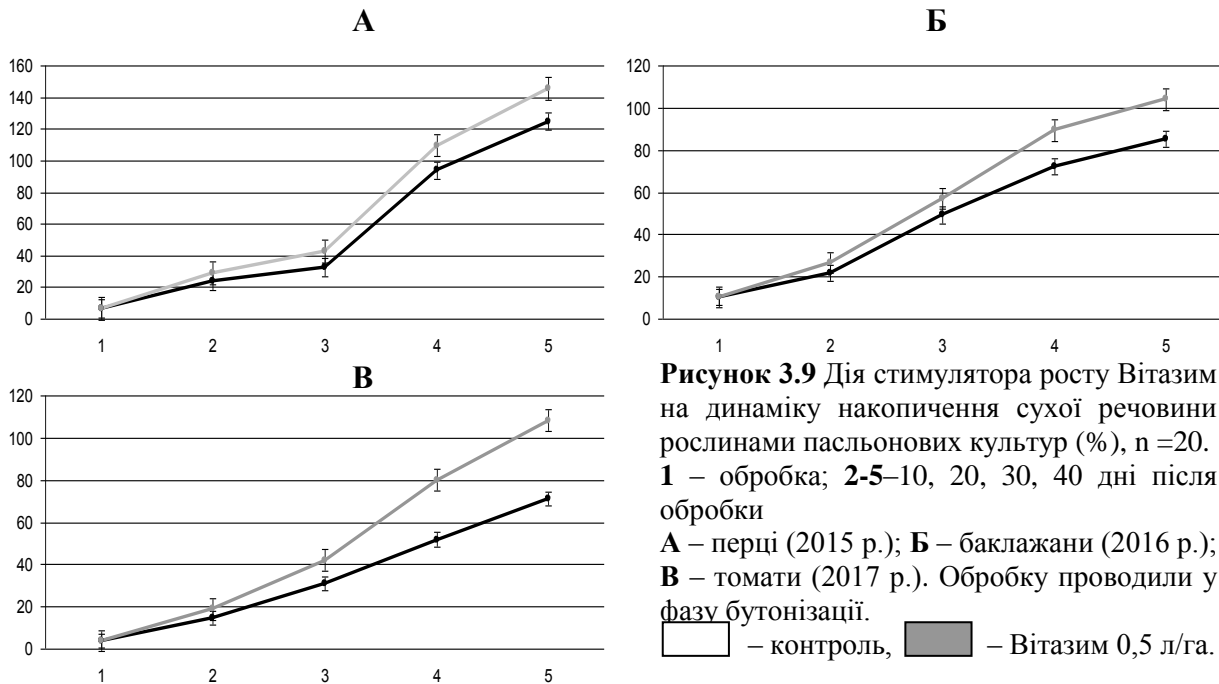 А
160
140
120
100
80
60
40
20
0
1 2 3 4 5
Б
120
100
80
60
40
20
0
1 2 3 4 5
В
120
100
80
60
40
20
0
1 2 3 4 5
Рисунок 3.9 Дія стимулятора росту Вітазим
на динаміку накопичення сухої речовини
рослинами пасльонових культур (%), n =20.
1 – обробка; 2-5–10, 20, 30, 40 дні після
обробки
А – перці (2015 р.); Б – баклажани (2016 р.);
В – томати (2017 р.). Обробку проводили у
фазу бутонізації.
– контроль, – Вітазим 0,5 л/га.